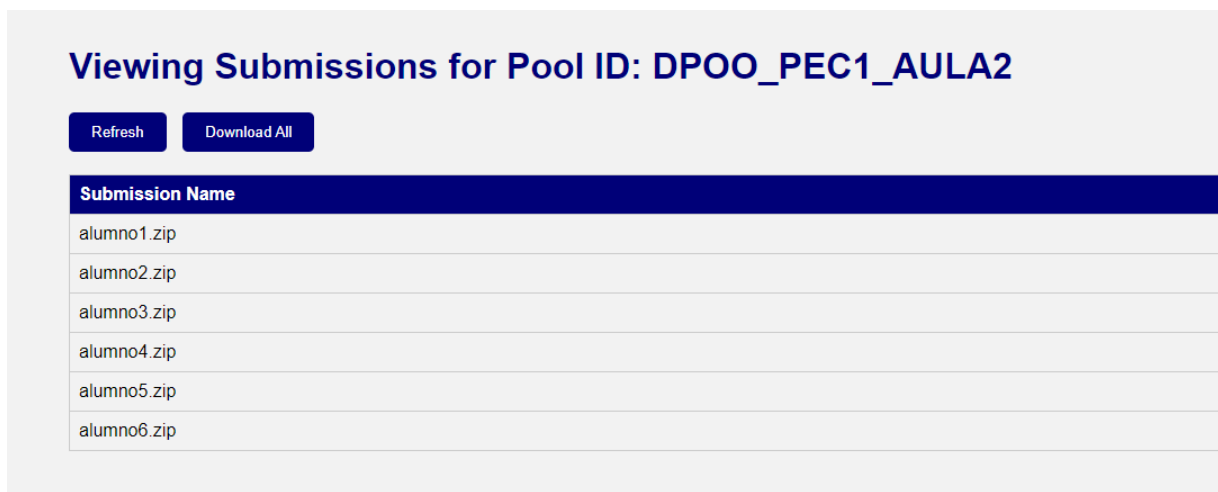 Viewing Submissions for Pool ID: DPOO_PEC1_AULA2
Refresh Download All
Submission Name
alumno1.zip
alumno2.zip
alumno3.zip
alumno4.zip
alumno5.zip
alumno6.zip